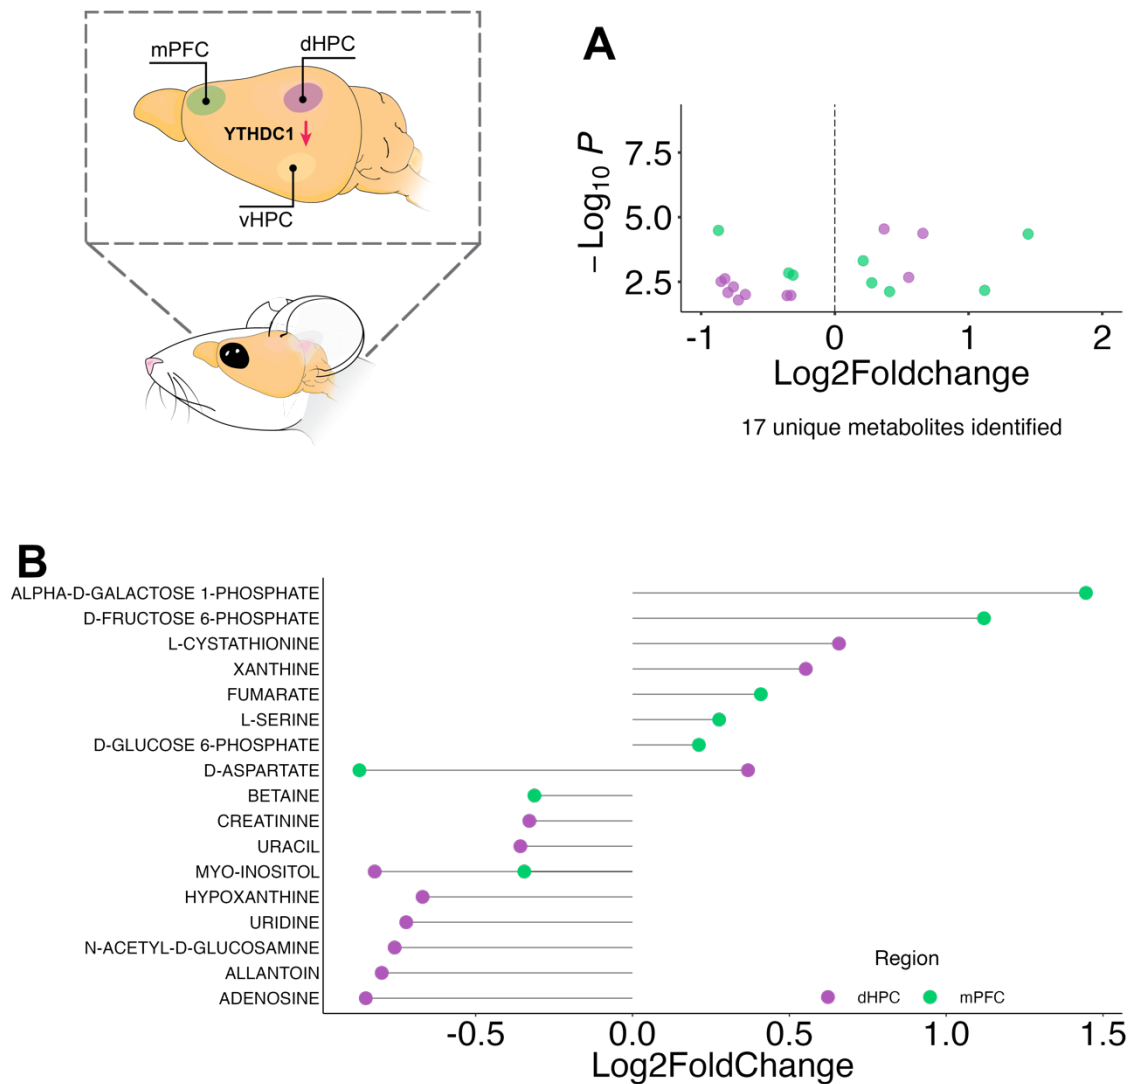 mPFC
dHPC
YTHDC1
vHPC
A
−Log10 P
7.5
5.0
2.5
-1 0 1 2
Log2Foldchange
17 unique metabolites identified
B
ALPHA-D-GALACTOSE 1-PHOSPHATE
D-FRUCTOSE 6-PHOSPHATE
L-CYSTATHIONINE
XANTHINE
FUMARATE
L-SERINE
D-GLUCOSE 6-PHOSPHATE
D-ASPARTATE
BETAINE
CREATININE
URACIL
MYO-INOSITOL
HYPOXANTHINE
URIDINE
N-ACETYL-D-GLUCOSAMINE
ALLANTOIN
ADENOSINE
Region
dHPC mPFC
-0.5 0.0 0.5 1.0 1.5
Log2FoldChange